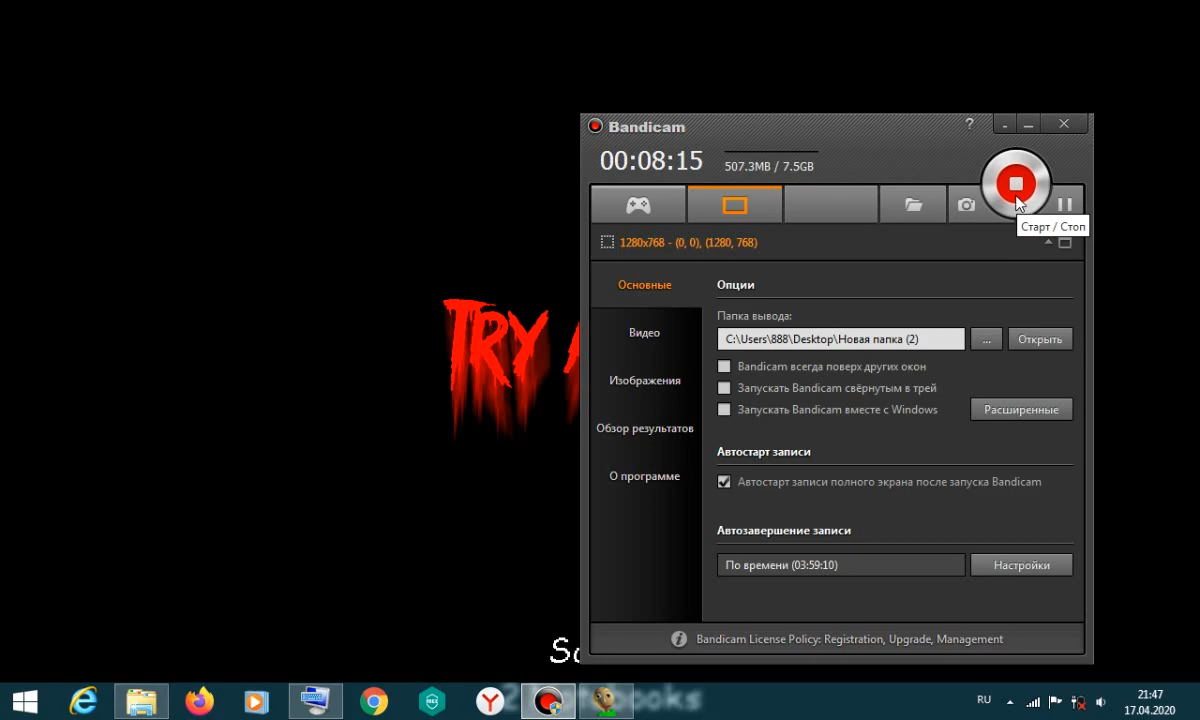 Bandicam
?
00:08:15
507.3MB / 7.5GB
Старт / Стоп
1280x768 - (0, 0), (1280, 768)
Основные
Видео
Изображения
Обзор результатов
О программе
Опции
Папка вывода:
C:\Users\888\Desktop\Новая папка (2)
...
Открыть
Bandicam всегда поверх других окон
Запускать Bandicam свёрнутым в трей
Запускать Bandicam вместе с Windows
Расширенные
Автостарт записи
Автостарт записи полного экрана после запуска Bandicam
Автозавершение записи
По времени (03:59:10)
Настройки
Bandicam License Policy: Registration, Upgrade, Management
TRY
RU
21:47
17.04.2020